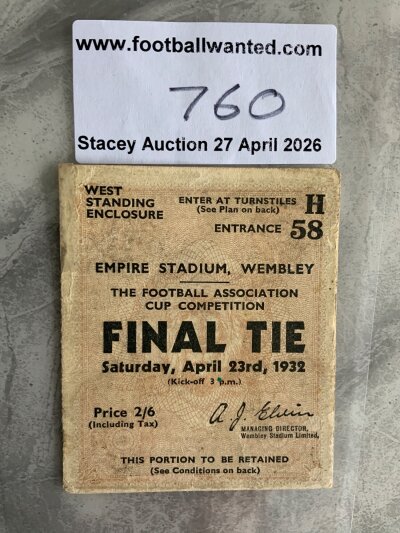 www.footballwanted.com
760
Stacey Auction 27 April 2026
WEST
STANDING
ENCLOSURE
ENTER AT TURNSTILES H
(See Plan on back)
ENTRANCE 58
EMPIRE STADIUM, WEMBLEY
THE FOOTBALL ASSOCIATION
CUP COMPETITION
FINAL TIE
Saturday, April 23rd, 1932
(Kick-off 3 p.m.)
Price 2/6
(Including Tax)
A. J. Elvin
MANAGING DIRECTOR,
Wembley Stadium Limited.
THIS PORTION TO BE RETAINED
(See Conditions on back)